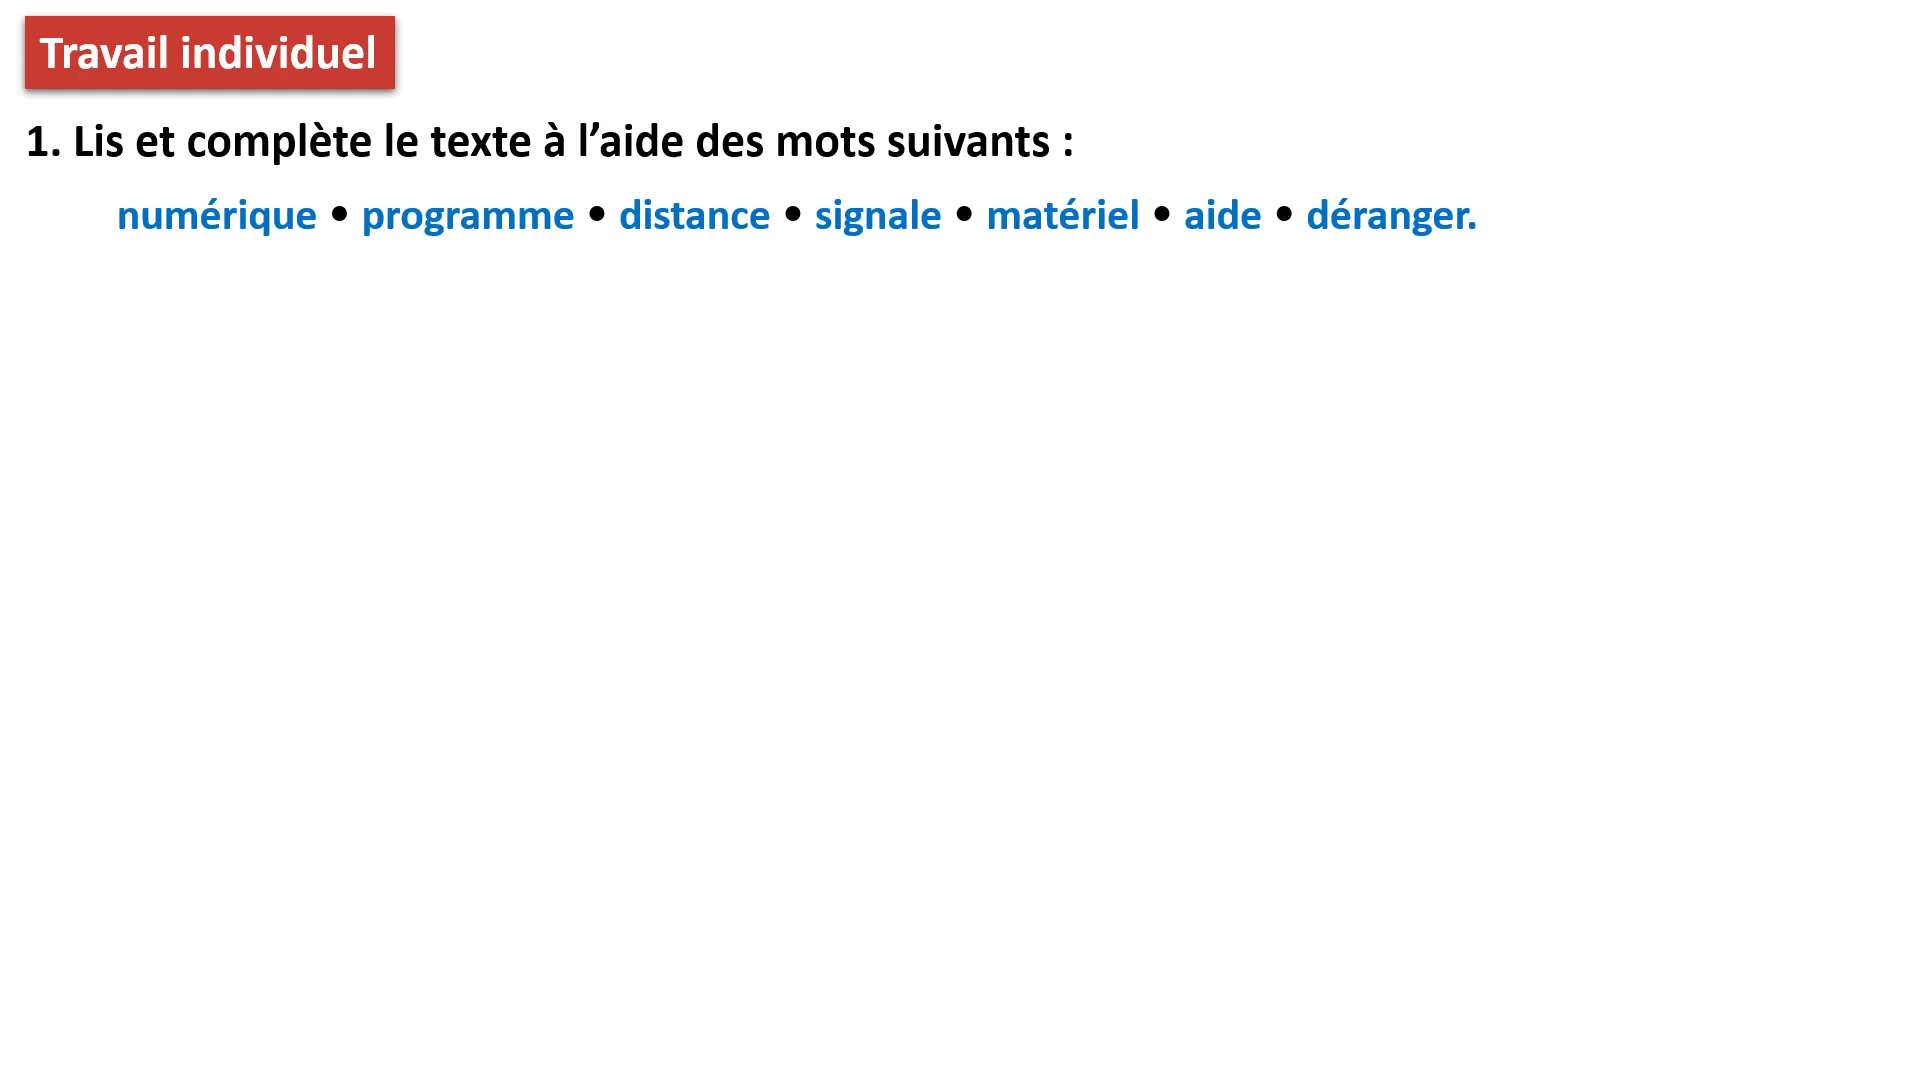 Travail individuel
1. Lis et complète le texte à l’aide des mots suivants :
numérique • programme • distance • signale • matériel • aide • déranger.